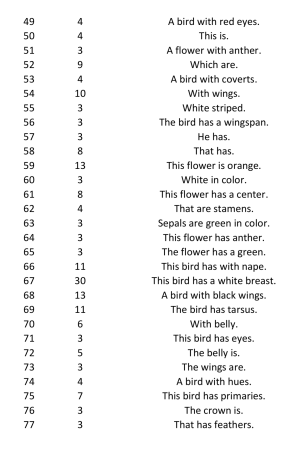 49 4 A bird with red eyes.
50 4 This is.
51 3 A flower with anther.
52 9 Which are.
53 4 A bird with coverts.
54 10 With wings.
55 3 White striped.
56 3 The bird has a wingspan.
57 3 He has.
58 8 That has.
59 13 This flower is orange.
60 3 White in color.
61 8 This flower has a center.
62 4 That are stamens.
63 3 Sepals are green in color.
64 3 This flower has anther.
65 3 The flower has a green.
66 11 This bird has with nape.
67 30 This bird has a white breast.
68 13 A bird with black wings.
69 11 The bird has tarsus.
70 6 With belly.
71 3 This bird has eyes.
72 5 The belly is.
73 3 The wings are.
74 4 A bird with hues.
75 7 This bird has primaries.
76 3 The crown is.
77 3 That has feathers.